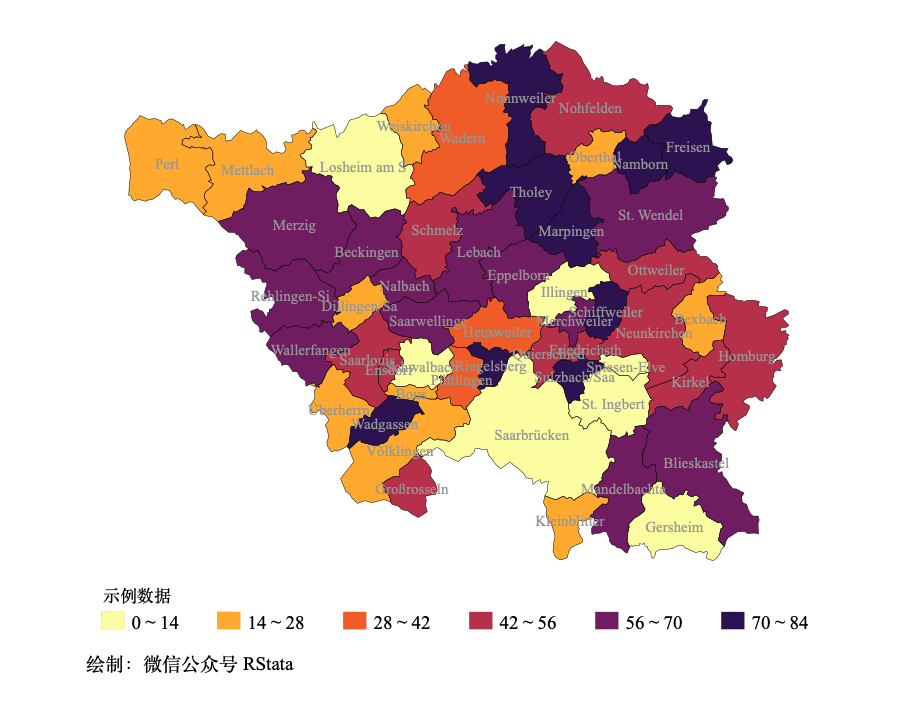 Nonnweiler
Nohfelden
Weiskirchen
Wadern
Freisen
Oberthal
Namborn
Perl
Mettlach
Losheim am S
Tholey
St. Wendel
Merzig
Schmelz
Marpingen
Beckingen
Lebach
Eppelborn
Ottweiler
Nalbach
Illingen
Rehlingen-Si
Dillingen/Sa
Schiffweiler
Bexbach
Saarwellinge
Merchweiler
Heusweiler
Neunkirchen
Wallerfangen
Quierschied
Friedrichsth
Homburg
Saarlouis
Ensdorf
Schwalbach
Riegelsberg
Spiesen-Elve
Püttlingen
Sulzbach/Saa
Kirkel
Bous
St. Ingbert
Überherrn
Wadgassen
Saarbrücken
Völklingen
Blieskastel
Großrosseln
Mandelbachta
Kleinblitter
Gersheim
示例数据
0 ~ 14 14 ~ 28 28 ~ 42 42 ~ 56 56 ~ 70 70 ~ 84
绘制：微信公众号 RStata